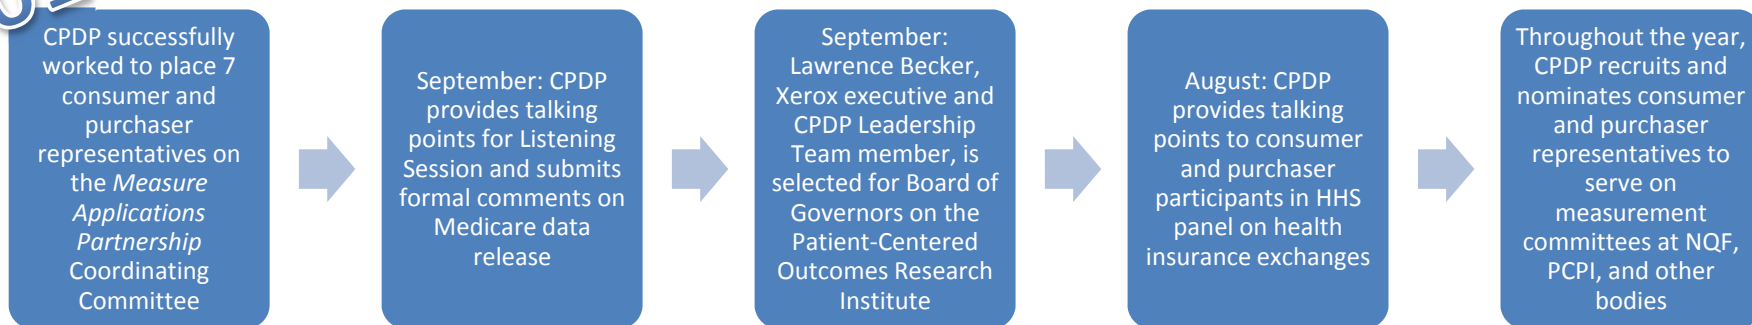 CPDP successfully
worked to place 7
consumer and
purchaser
representatives on
the Measure
Applications
Partnership
Coordinating
Committee
September: CPDP
provides talking
points for Listening
Session and submits
formal comments on
Medicare data
release
September:
Lawrence Becker,
Xerox executive and
CPDP Leadership
Team member, is
selected for Board of
Governors on the
Patient-Centered
Outcomes Research
Institute
August: CPDP
provides talking
points to consumer
and purchaser
participants in HHS
panel on health
insurance exchanges
Throughout the year,
CPDP recruits and
nominates consumer
and purchaser
representatives to
serve on
measurement
committees at NQF,
PCPI, and other
bodies